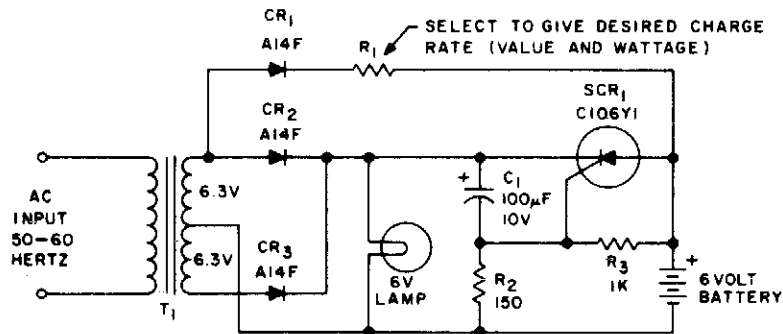 CR1
A14F
R1
SELECT TO GIVE DESIRED CHARGE
RATE (VALUE AND WATTAGE)
CR2
A14F
SCR1
C106Y1
6.3V
AC
INPUT
50-60
HERTZ
+
C1
100µF
10V
6.3V
CR3
A14F
6V
LAMP
R2
150
R3
1K
+
6 VOLT
BATTERY
T1